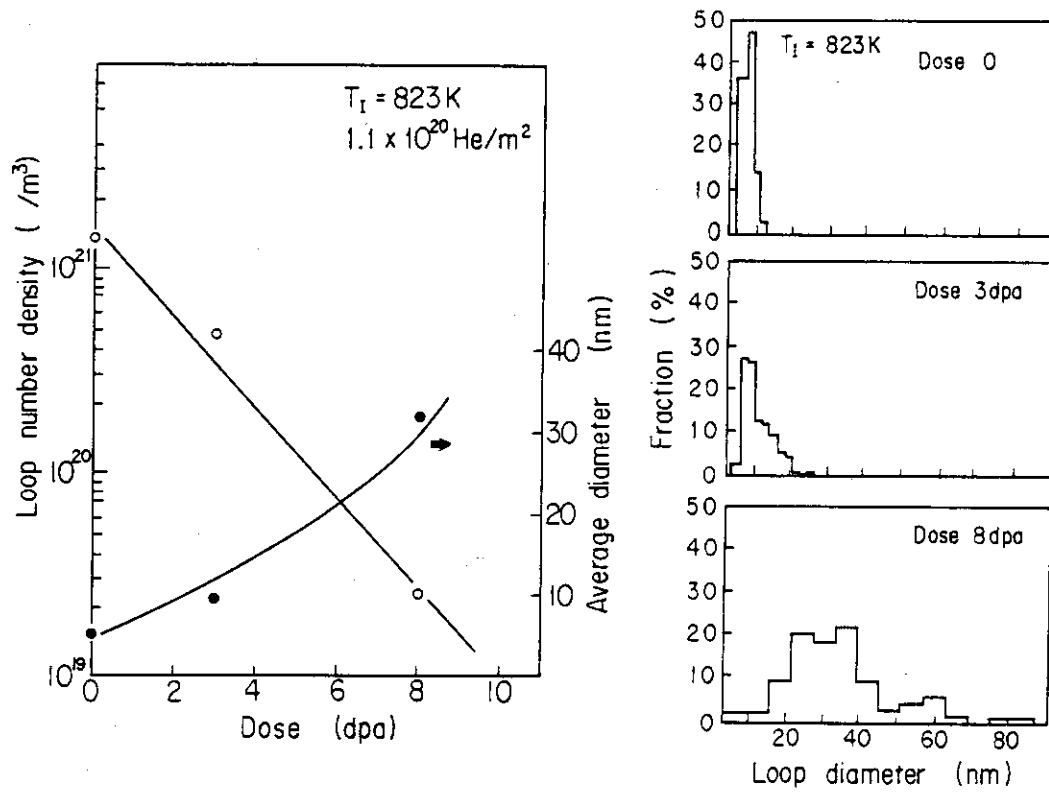 T_I = 823K
1.1 x 10^20 He/m^2
Loop number density ( /m^3)
10^21
10^20
10^19
0 2 4 6 8 10
Dose (dpa)
40
30
20
10
Average diameter (nm)
T_I = 823K
Dose 0
50
40
30
20
10
0
Dose 3dpa
50
40
30
20
10
0
Dose 8dpa
50
40
30
20
10
0
Fraction (%)
20 40 60 80
Loop diameter (nm)